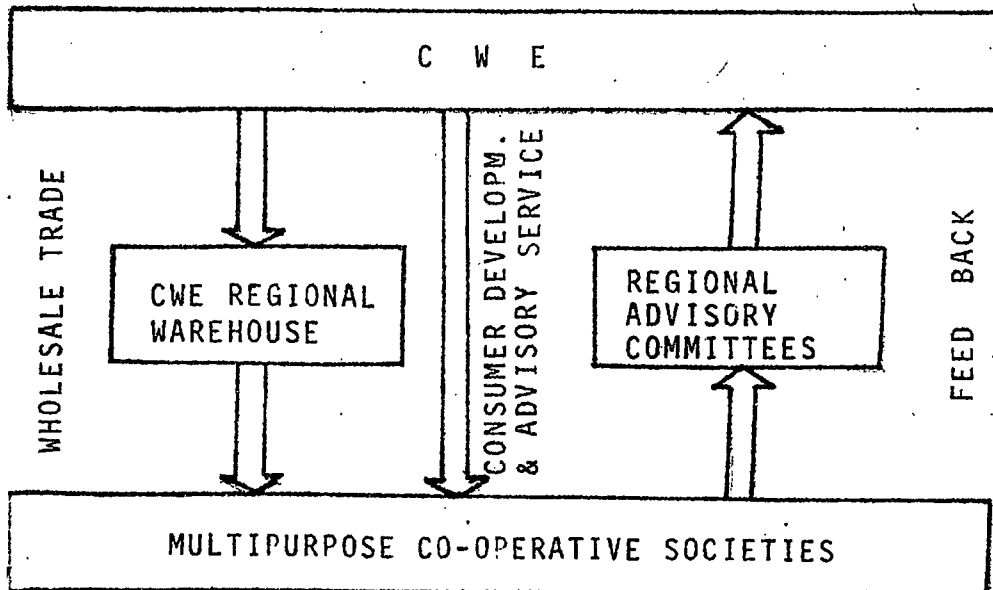 C W E
WHOLESALE TRADE
CWE REGIONAL
WAREHOUSE
CONSUMER DEVELOPM.
& ADVISORY SERVICE
REGIONAL
ADVISORY
COMMITTEES
FEED BACK
MULTIPURPOSE CO-OPERATIVE SOCIETIES